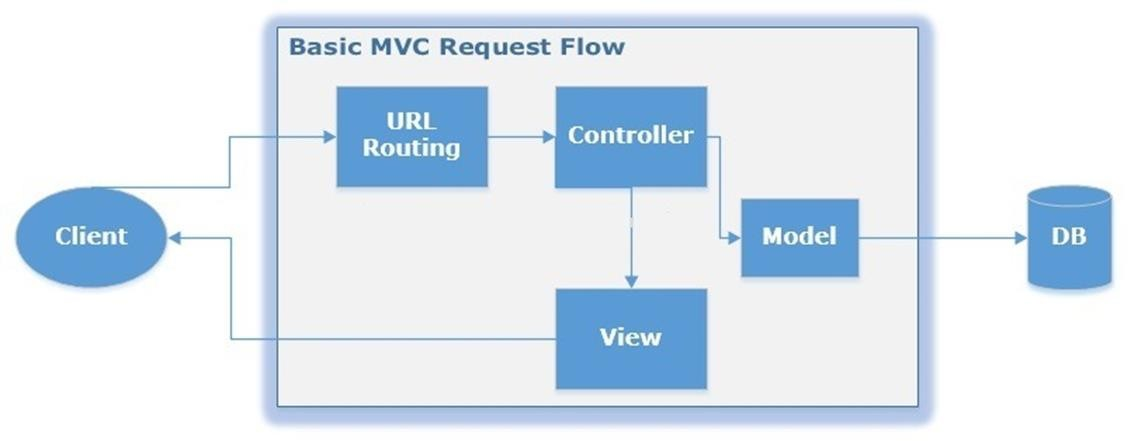 Basic MVC Request Flow
URL
Routing
Controller
Client
Model
DB
View